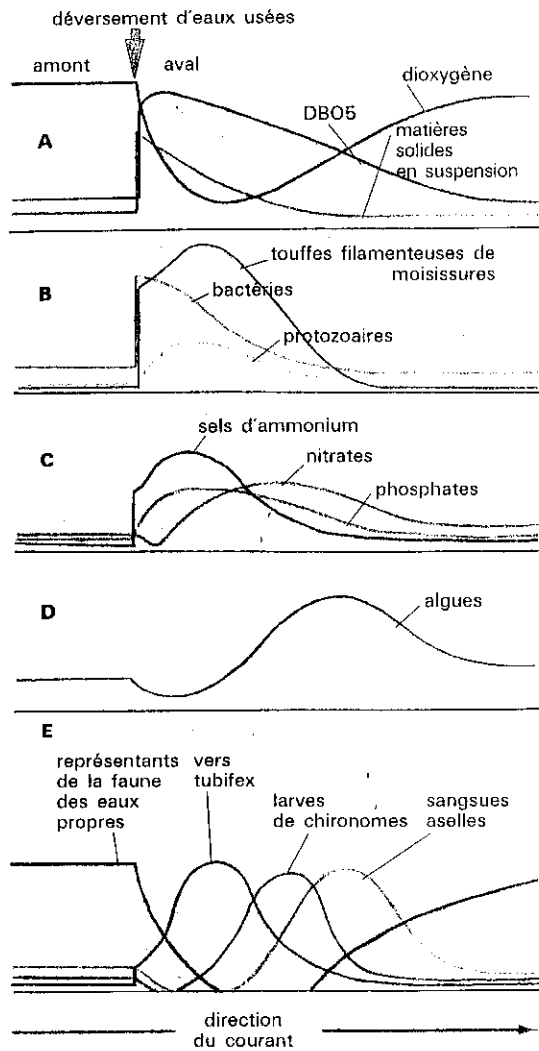 déversement d'eaux usées
amont
aval
dioxygène
DBO5
matières
solides
en suspension
A
touffes filamenteuses de
moisissures
B
bactéries
protozoaires
sels d'ammonium
C
nitrates
phosphates
D
algues
E
représentants
de la faune
des eaux
propres
vers
tubifex
larves
de chironomes
sangsues
aselles
direction
du courant